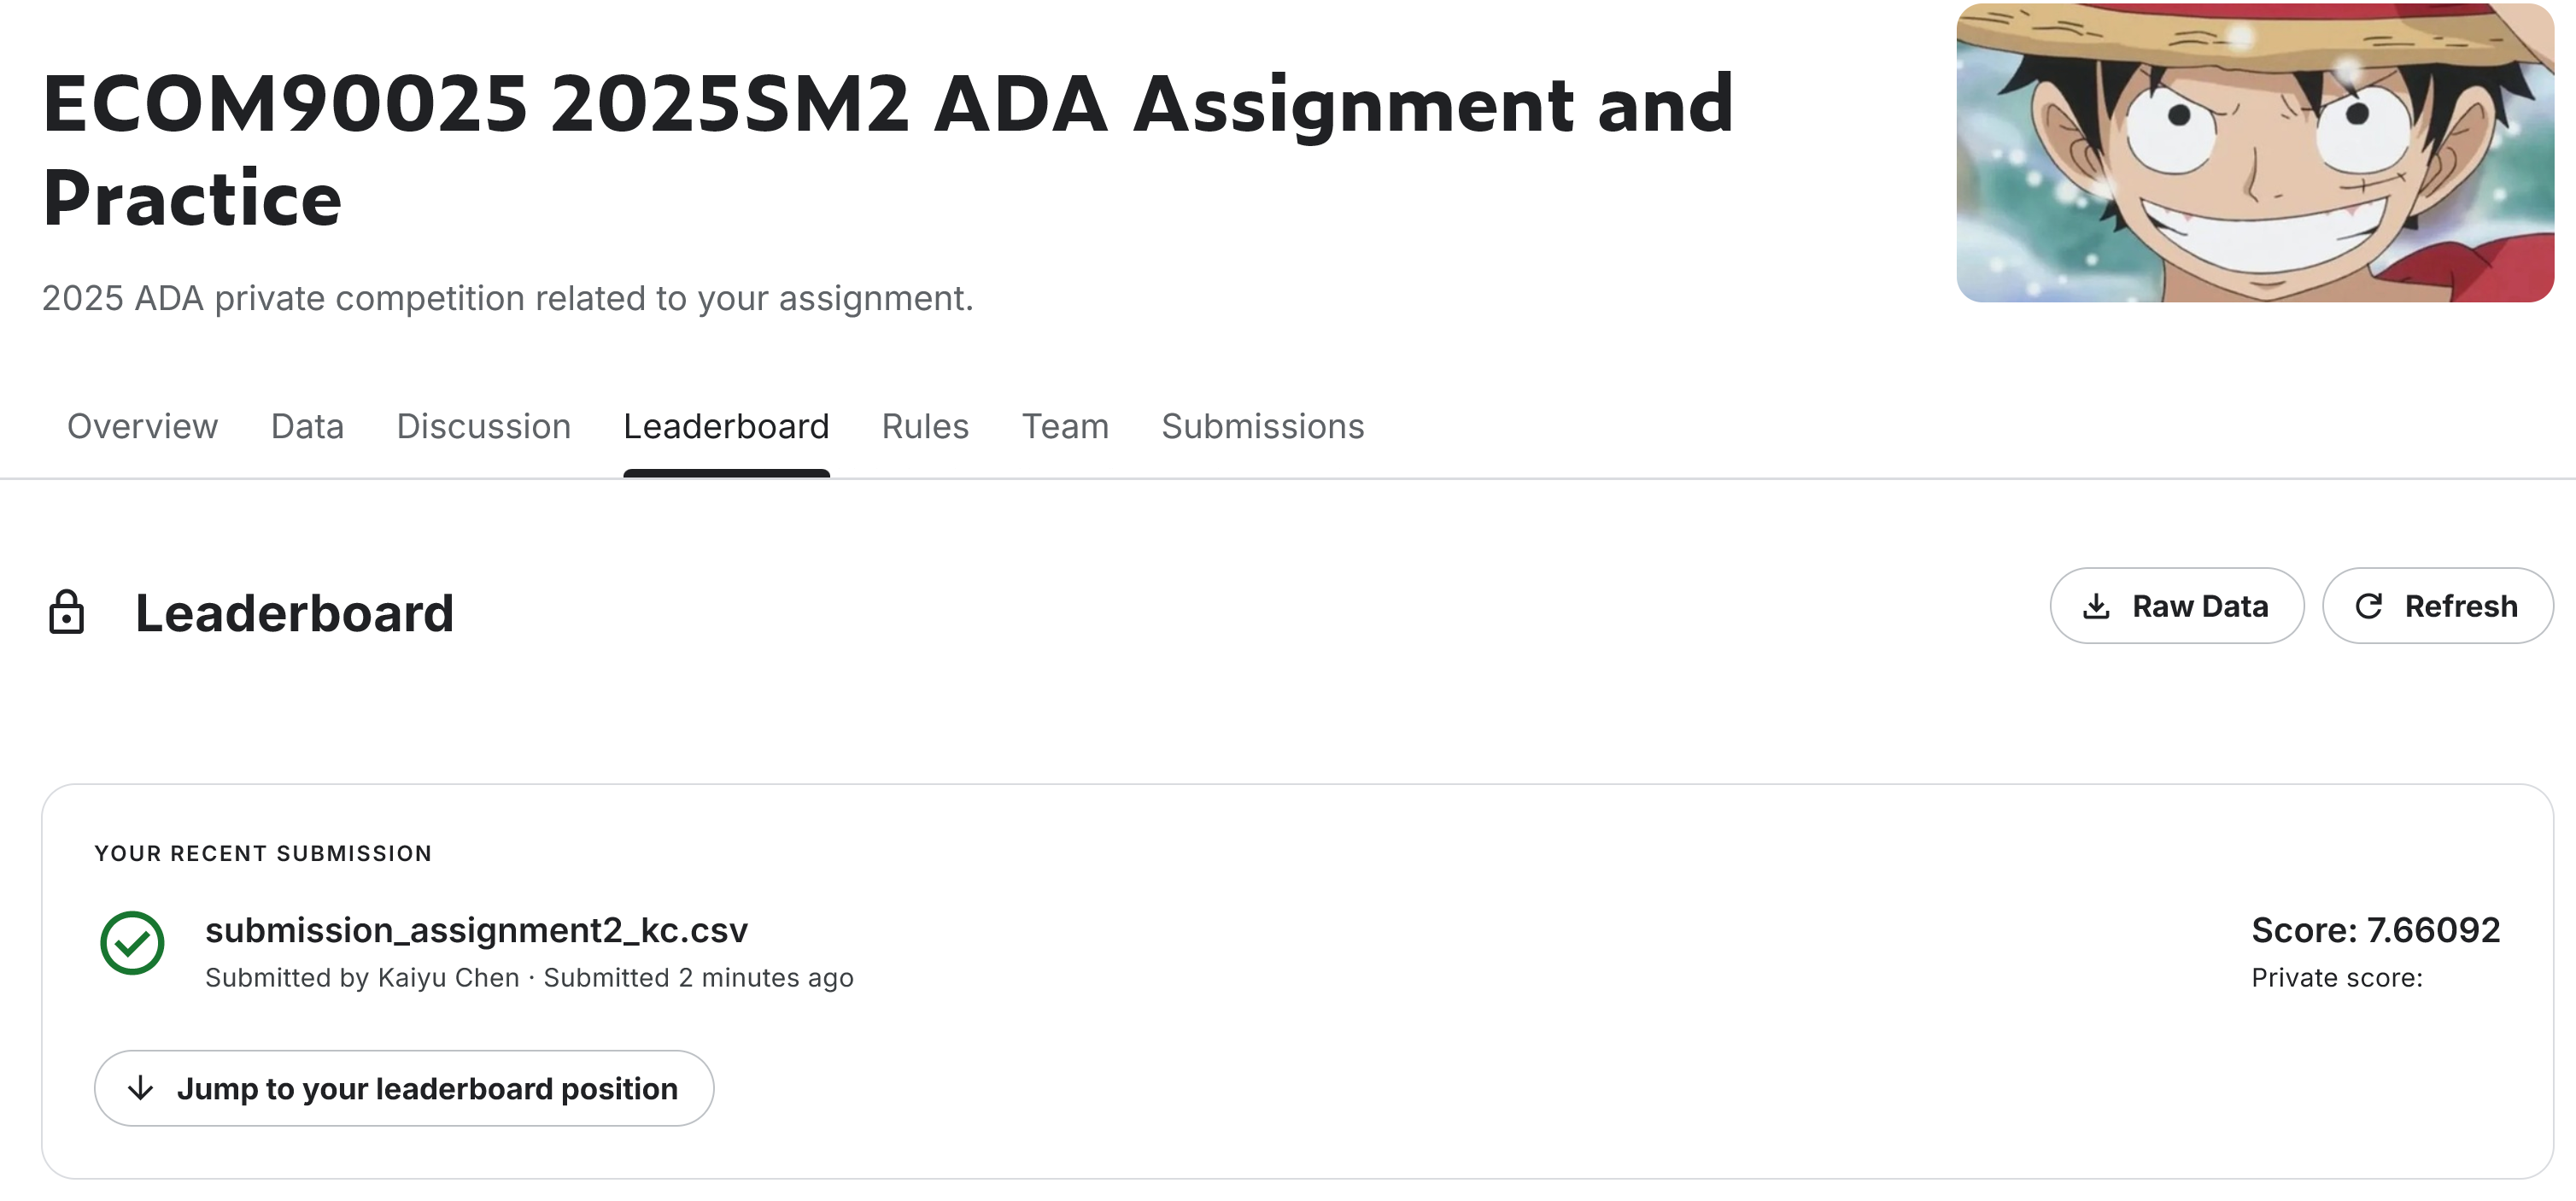 ECOM90025 2025SM2 ADA Assignment and
Practice
2025 ADA private competition related to your assignment.
Overview Data Discussion Leaderboard Rules Team Submissions
Leaderboard
Raw Data Refresh
YOUR RECENT SUBMISSION
submission_assignment2_kc.csv
Submitted by Kaiyu Chen · Submitted 2 minutes ago
Score: 7.66092
Private score:
Jump to your leaderboard position